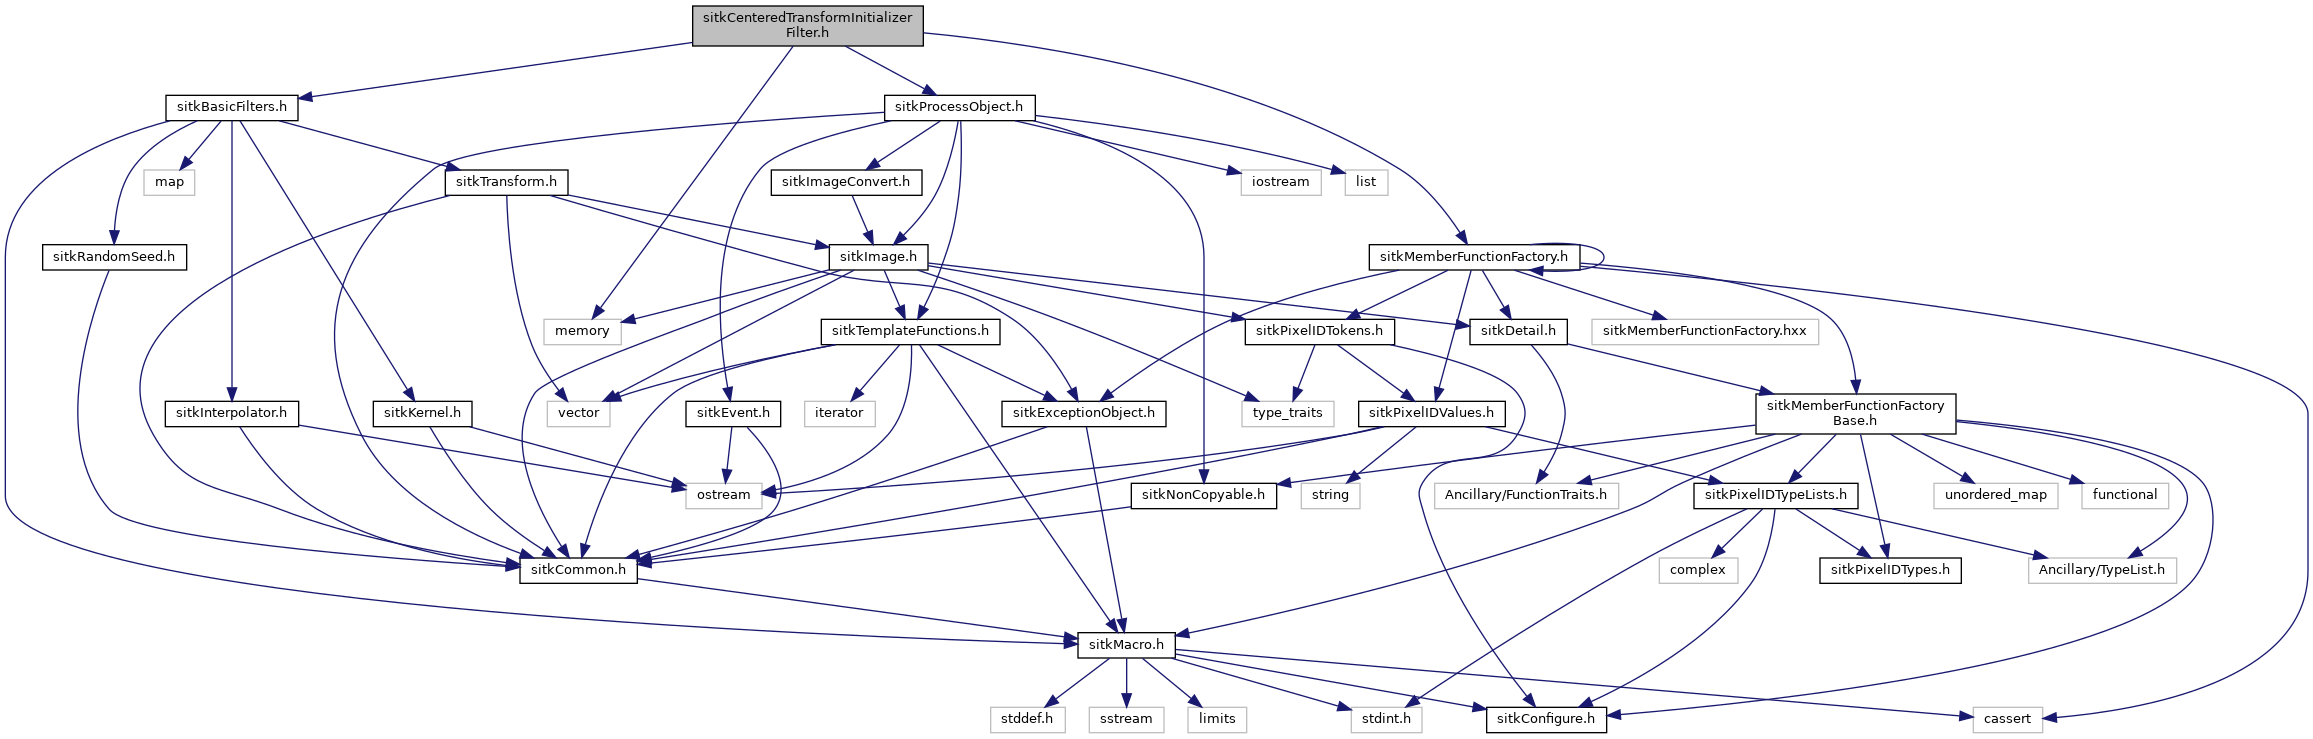 sitkCenteredTransformInitializer
Filter.h
sitkBasicFilters.h
sitkProcessObject.h
map
sitkTransform.h
sitkImageConvert.h
iostream
list
sitkRandomSeed.h
sitkImage.h
sitkMemberFunctionFactory.h
memory
sitkTemplateFunctions.h
sitkPixelIDTokens.h
sitkDetail.h
sitkMemberFunctionFactory.hxx
sitkInterpolator.h
sitkKernel.h
vector
sitkEvent.h
iterator
sitkExceptionObject.h
type_traits
sitkPixelIDValues.h
sitkMemberFunctionFactory
Base.h
ostream
sitkNonCopyable.h
string
Ancillary/FunctionTraits.h
sitkPixelIDTypeLists.h
unordered_map
functional
sitkCommon.h
complex
sitkPixelIDTypes.h
Ancillary/TypeList.h
sitkMacro.h
stddef.h
sstream
limits
stdint.h
sitkConfigure.h
cassert